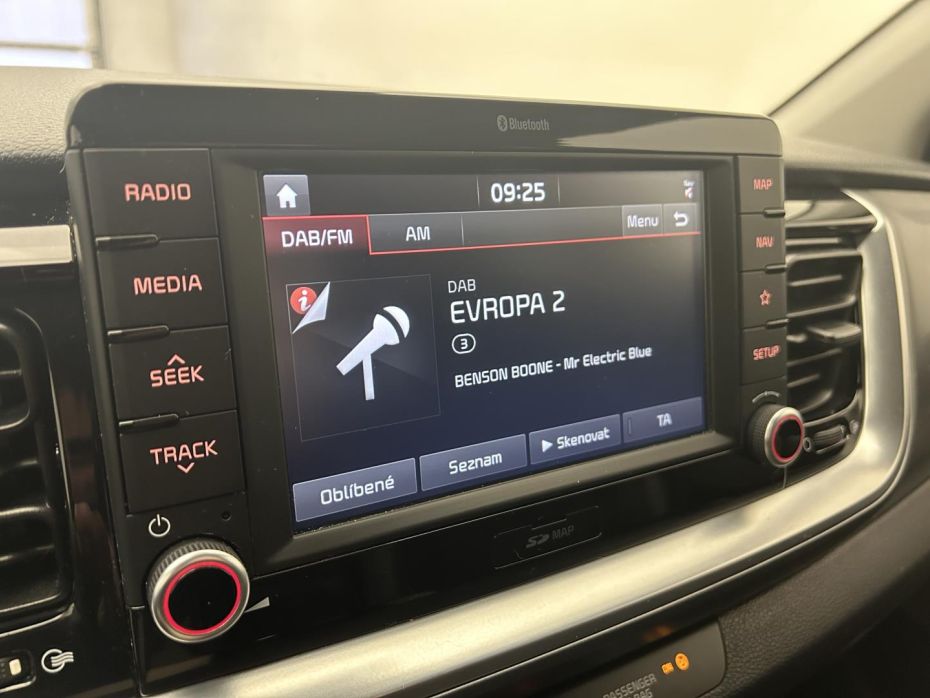 Bluetooth
RADIO
MEDIA
SEEK
TRACK
09:25
DAB/FM
AM
Menu
DAB
EVROPA 2
3
BENSON BOONE - Mr Electric Blue
Oblíbené
Seznam
Skenovat
TA
MAP
NAV
SETUP
SD MAP
PASSENGER